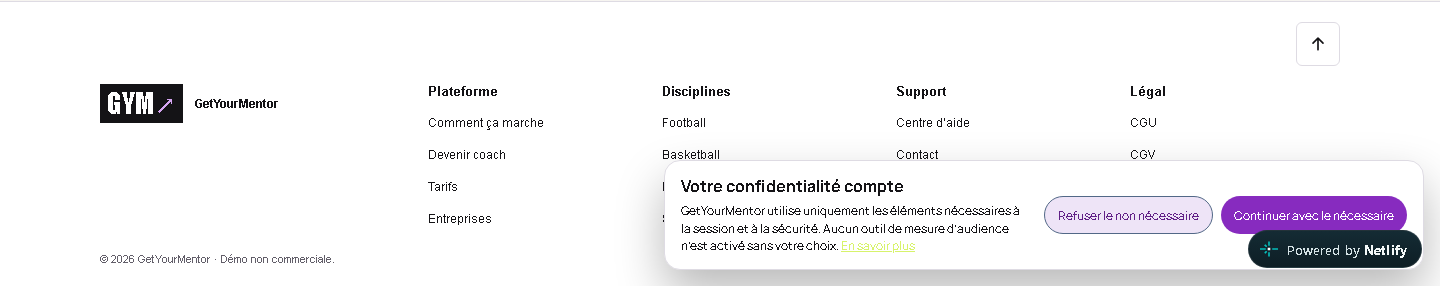 GYM
GetYourMentor
Plateforme
Comment ça marche
Devenir coach
Tarifs
Entreprises
Disciplines
Football
Basketball
Support
Centre d'aide
Contact
Légal
CGU
CGV
Votre confidentialité compte
GetYourMentor utilise uniquement les éléments nécessaires à
la session et à la sécurité. Aucun outil de mesure d'audience
n'est activé sans votre choix. En savoir plus
Refuser le non nécessaire
Continuer avec le nécessaire
Powered by Netlify
© 2026 GetYourMentor · Démo non commerciale.